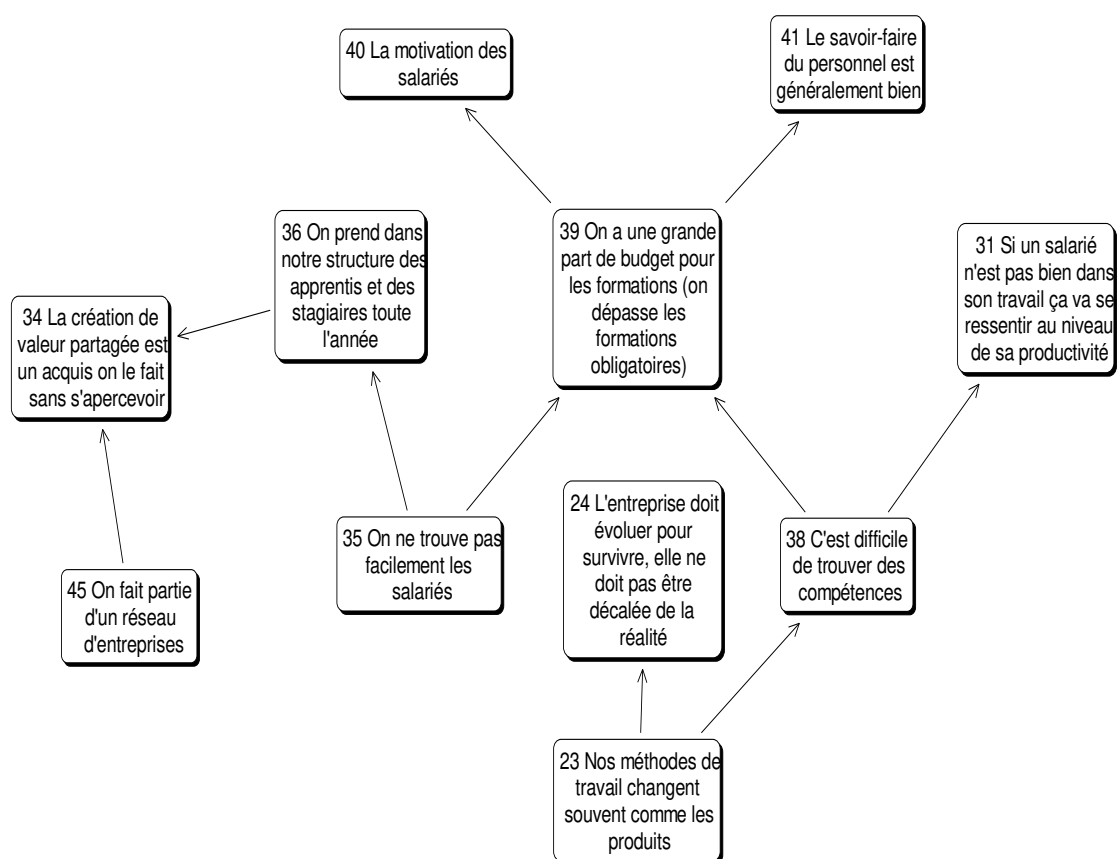 40 La motivation des
salariés
41 Le savoir-faire
du personnel est
généralement bien
36 On prend dans
notre structure des
apprentis et des
stagiaires toute
l'année
39 On a une grande
part de budget pour
les formations (on
dépasse les
formations
obligatoires)
31 Si un salarié
n'est pas bien dans
son travail ça va se
ressentir au niveau
de sa productivité
34 La création de
valeur partagée est
un acquis on le fait
sans s'apercevoir
35 On ne trouve pas
facilement les
salariés
24 L'entreprise doit
évoluer pour
survivre, elle ne
doit pas être
décalée de la
réalité
38 C'est difficile
de trouver des
compétences
45 On fait partie
d'un réseau
d'entreprises
23 Nos méthodes de
travail changent
souvent comme les
produits